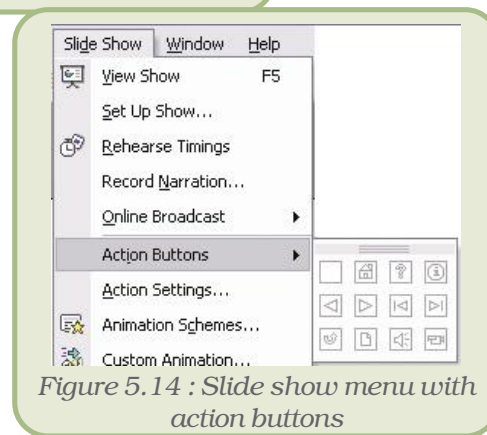 Slide Show Window Help
View Show F5
Set Up Show...
Rehearse Timings
Record Narration...
Online Broadcast
Action Buttons
Action Settings...
Animation Schemes...
Custom Animation...
Figure 5.14 : Slide show menu with
action buttons